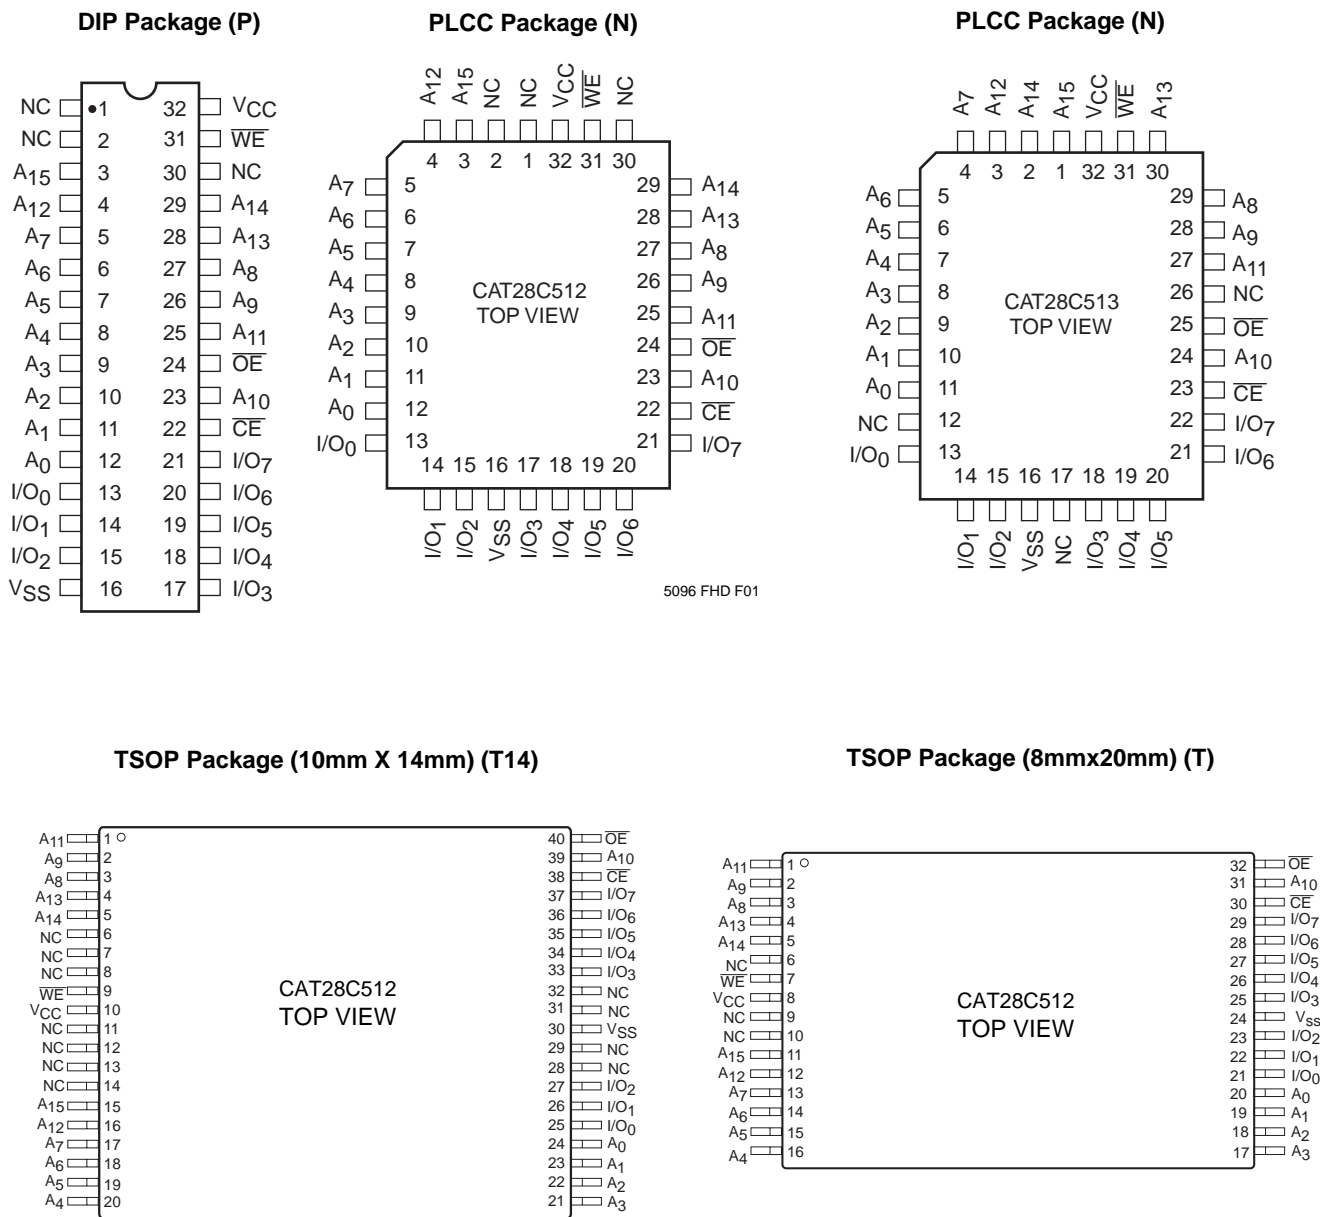 DIP Package (P)
NC 1 32 VCC
NC 2 31 WE
A15 3 30 NC
A12 4 29 A14
A7 5 28 A13
A6 6 27 A8
A5 7 26 A9
A4 8 25 A11
A3 9 24 OE
A2 10 23 A10
A1 11 22 CE
A0 12 21 I/O7
I/O0 13 20 I/O6
I/O1 14 19 I/O5
I/O2 15 18 I/O4
VSS 16 17 I/O3
PLCC Package (N)
A12 A15 NC NC VCC WE NC
4 3 2 1 32 31 30
A7 5 29 A14
A6 6 28 A13
A5 7 27 A8
A4 8 26 A9
A3 9 25 A11
A2 10 24 OE
A1 11 23 A10
A0 12 22 CE
I/O0 13 21 I/O7
CAT28C512
TOP VIEW
14 15 16 17 18 19 20
I/O1 I/O2 VSS I/O3 I/O4 I/O5 I/O6
5096 FHD F01
PLCC Package (N)
A7 A12 A14 A15 VCC WE A13
4 3 2 1 32 31 30
A6 5 29 A8
A5 6 28 A9
A4 7 27 A11
A3 8 26 NC
A2 9 25 OE
A1 10 24 A10
A0 11 23 CE
NC 12 22 I/O7
I/O0 13 21 I/O6
CAT28C513
TOP VIEW
14 15 16 17 18 19 20
I/O1 I/O2 VSS NC I/O3 I/O4 I/O5
TSOP Package (10mm X 14mm) (T14)
A11 1 40 OE
A9 2 39 A10
A8 3 38 CE
A13 4 37 I/O7
A14 5 36 I/O6
NC 6 35 I/O5
NC 7 34 I/O4
NC 8 33 I/O3
WE 9 32 NC
VCC 10 31 NC
NC 11 30 VSS
NC 12 29 NC
NC 13 28 NC
NC 14 27 I/O2
A15 15 26 I/O1
A12 16 25 I/O0
A7 17 24 A0
A6 18 23 A1
A5 19 22 A2
A4 20 21 A3
CAT28C512
TOP VIEW
TSOP Package (8mmx20mm) (T)
A11 1 32 OE
A9 2 31 A10
A8 3 30 CE
A13 4 29 I/O7
A14 5 28 I/O6
NC 6 27 I/O5
WE 7 26 I/O4
VCC 8 25 I/O3
NC 9 24 VSS
NC 10 23 I/O2
A15 11 22 I/O1
A12 12 21 I/O0
A7 13 20 A0
A6 14 19 A1
A5 15 18 A2
A4 16 17 A3
CAT28C512
TOP VIEW